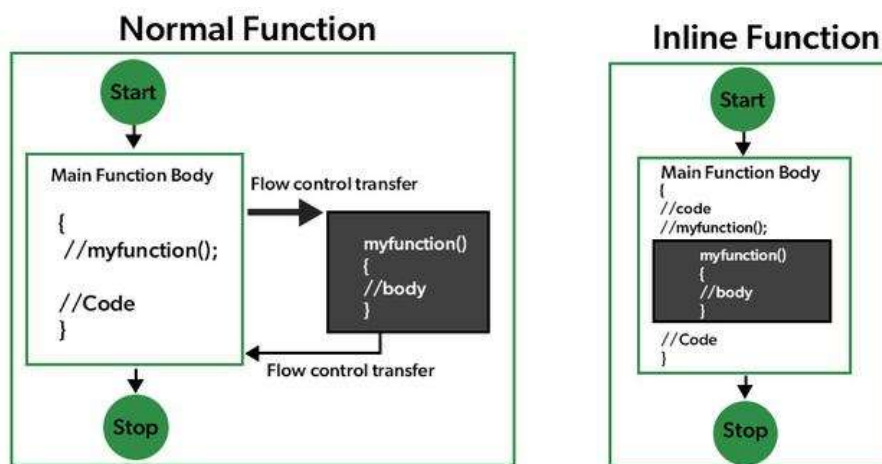 Normal Function
Start
Main Function Body
{
//myfunction();
//Code
}
Flow control transfer
myfunction()
{
//body
}
Flow control transfer
Stop
Inline Function
Start
Main Function Body
{
//code
//myfunction();
myfunction()
{
//body
}
//Code
}
Stop